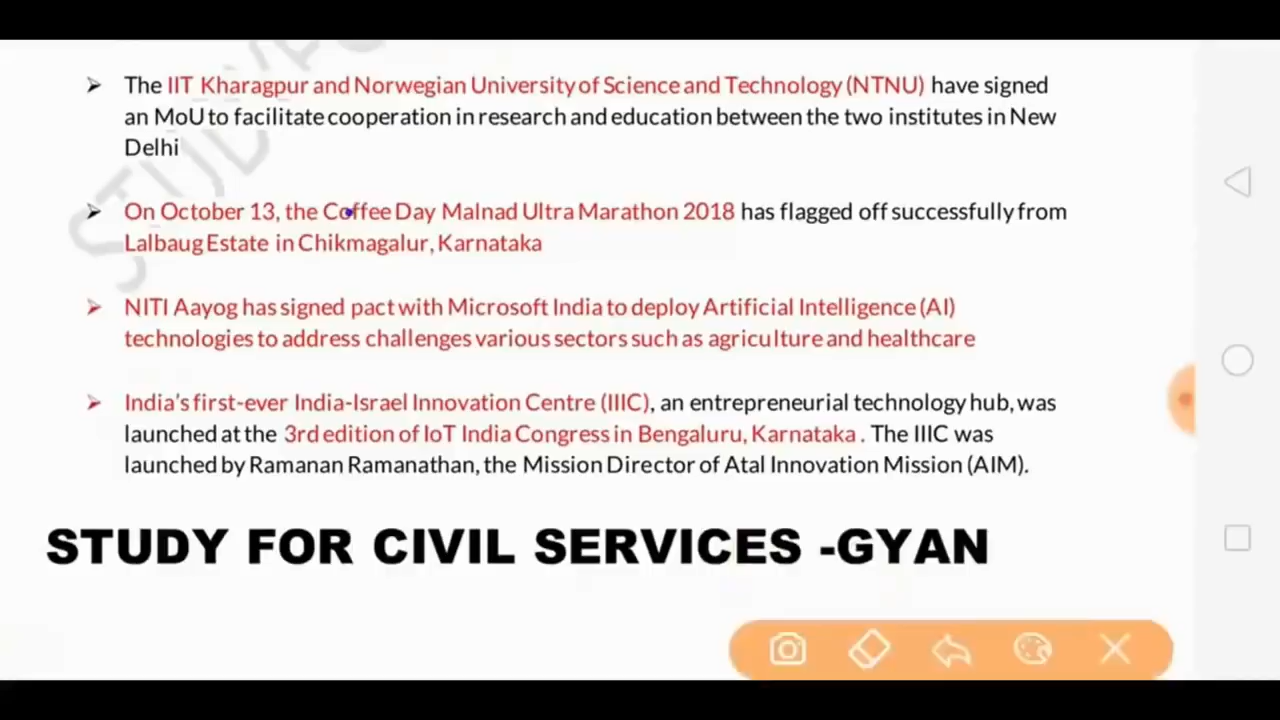 The IIT Kharagpur and Norwegian University of Science and Technology (NTNU) have signed
an MoU to facilitate cooperation in research and education between the two institutes in New
Delhi
On October 13, the Coffee Day Malnad Ultra Marathon 2018 has flagged off successfully from
Lalbaug Estate in Chikmagalur, Karnataka
NITI Aayog has signed pact with Microsoft India to deploy Artificial Intelligence (AI)
technologies to address challenges various sectors such as agriculture and healthcare
India's first-ever India-Israel Innovation Centre (IIIC), an entrepreneurial technology hub, was
launched at the 3rd edition of IoT India Congress in Bengaluru, Karnataka . The IIIC was
launched by Ramanan Ramanathan, the Mission Director of Atal Innovation Mission (AIM).
STUDY FOR CIVIL SERVICES -GYAN